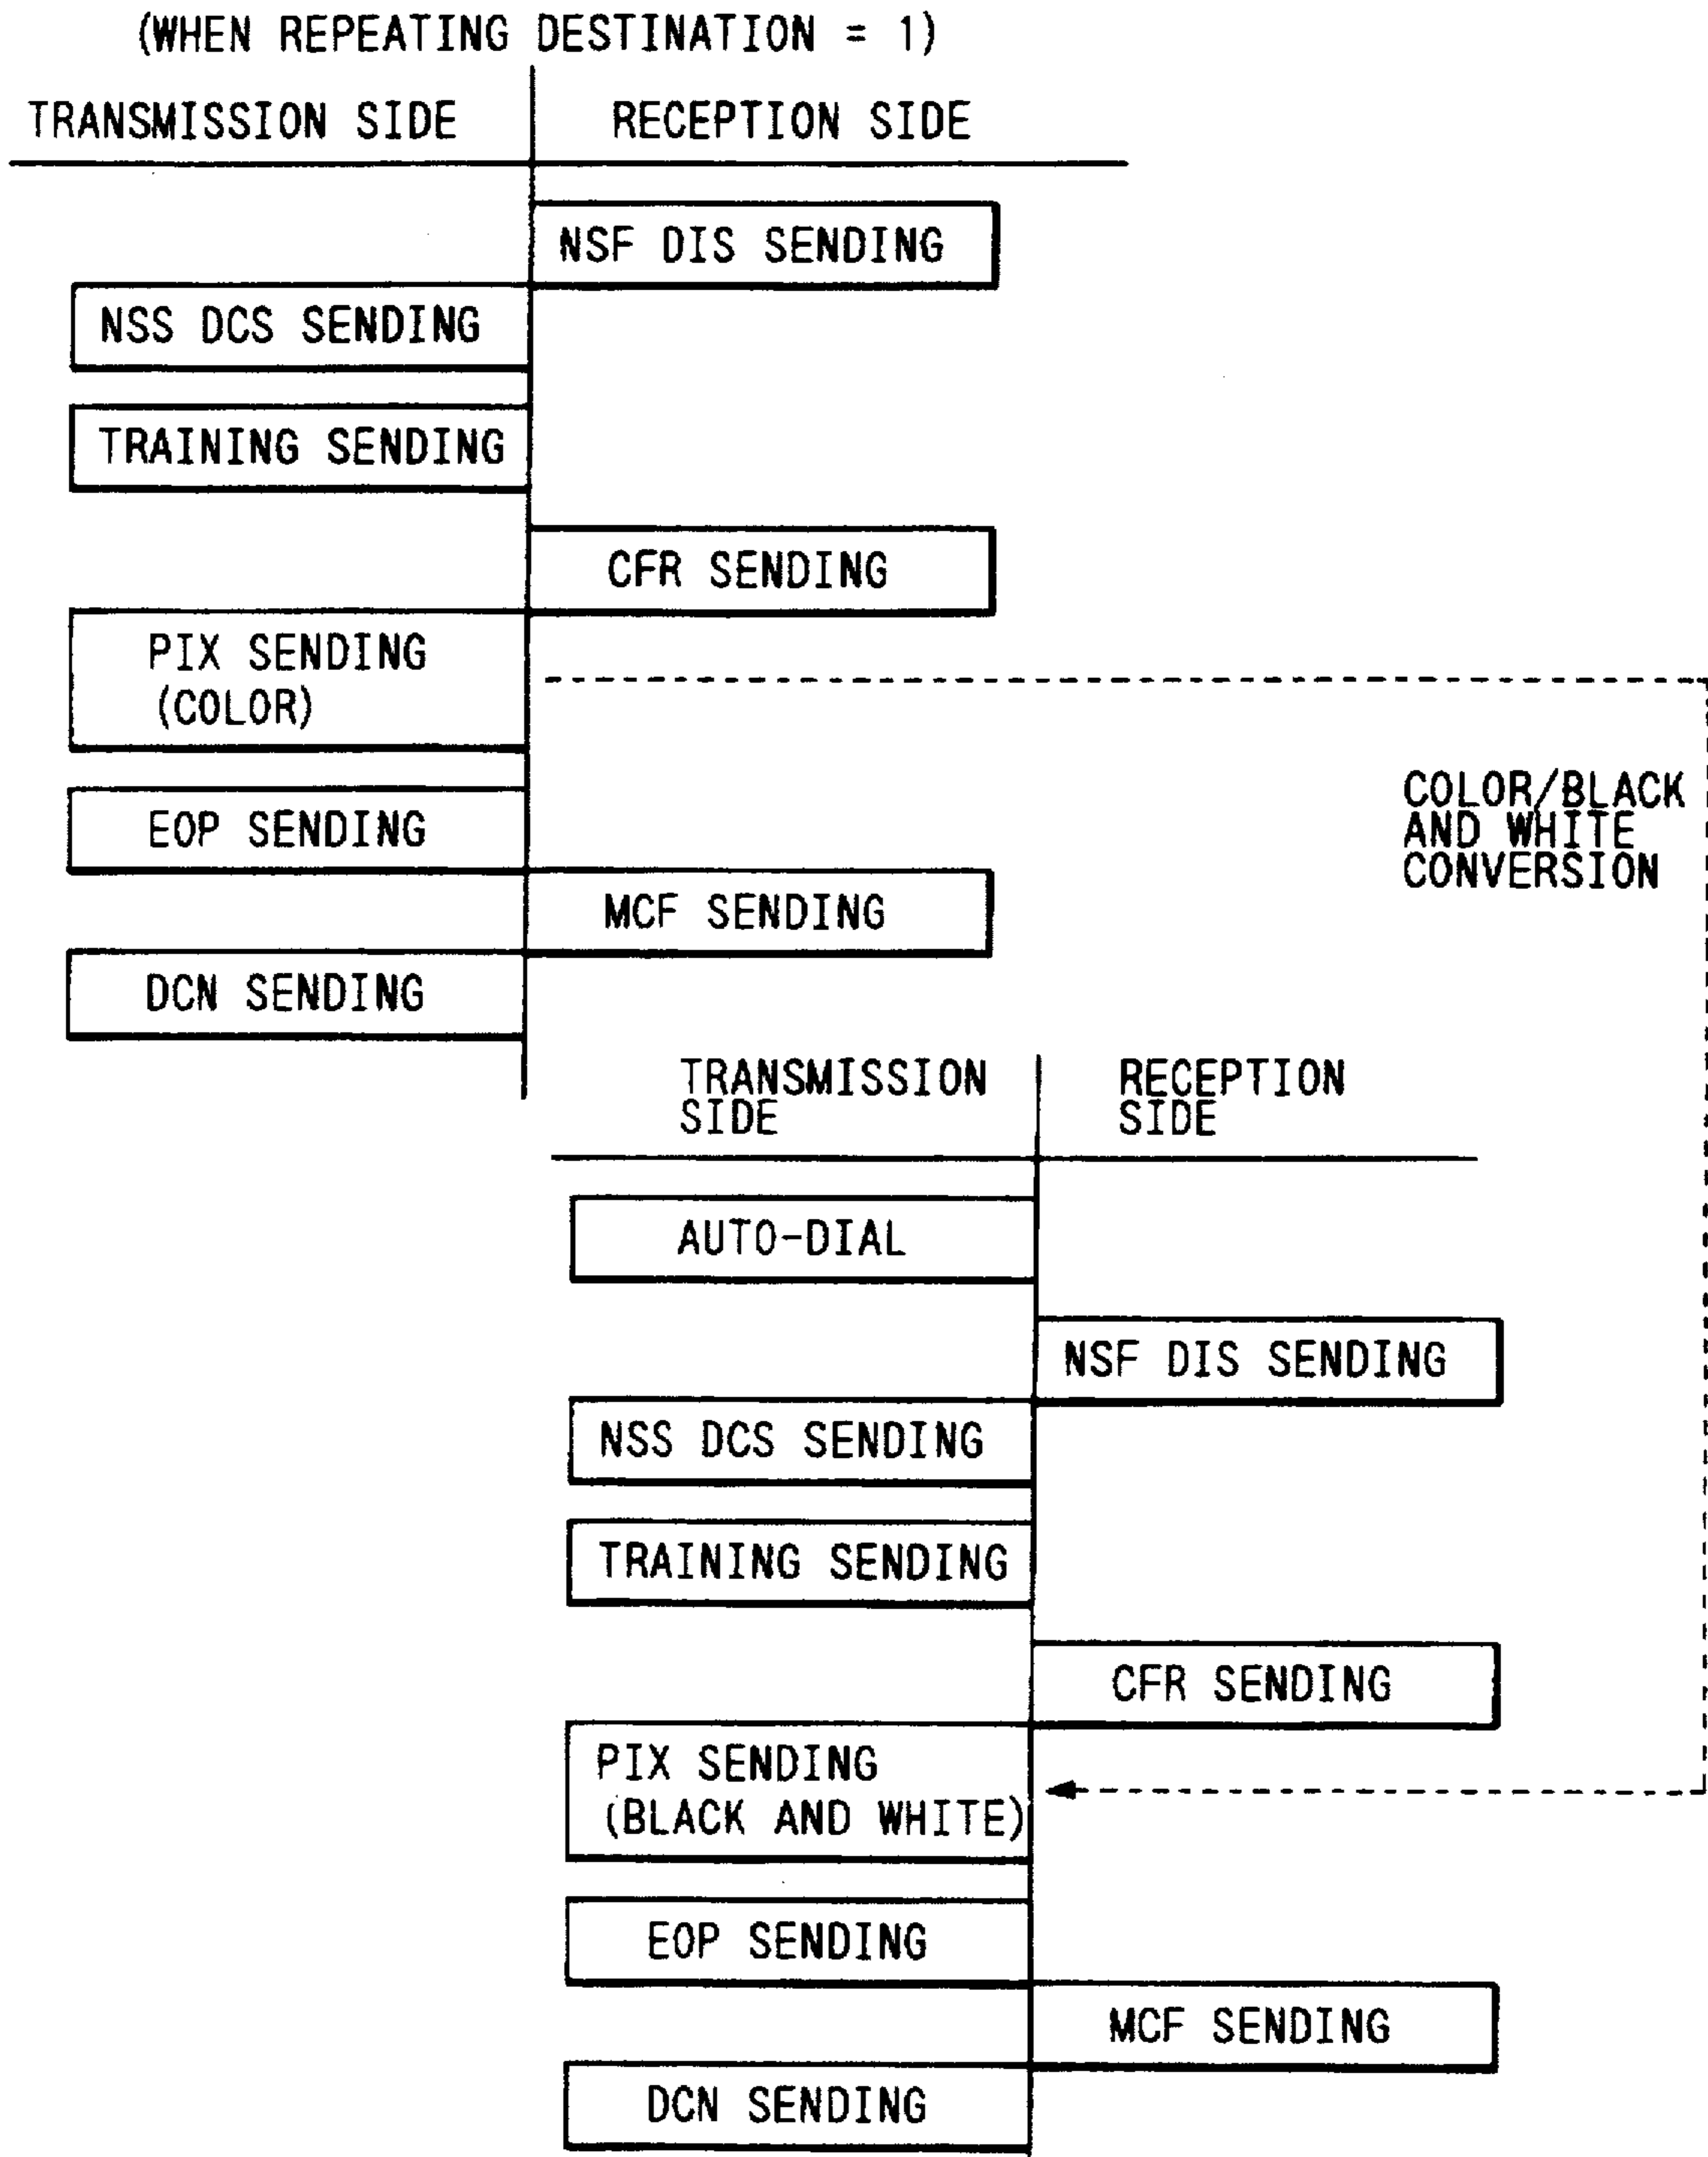 (WHEN REPEATING DESTINATION = 1)
TRANSMISSION SIDE
RECEPTION SIDE
NSF DIS SENDING
NSS DCS SENDING
TRAINING SENDING
CFR SENDING
PIX SENDING
(COLOR)
COLOR/BLACK
AND WHITE
CONVERSION
EOP SENDING
MCF SENDING
DCN SENDING
TRANSMISSION
SIDE
RECEPTION
SIDE
AUTO-DIAL
NSF DIS SENDING
NSS DCS SENDING
TRAINING SENDING
CFR SENDING
PIX SENDING
(BLACK AND WHITE)
EOP SENDING
MCF SENDING
DCN SENDING